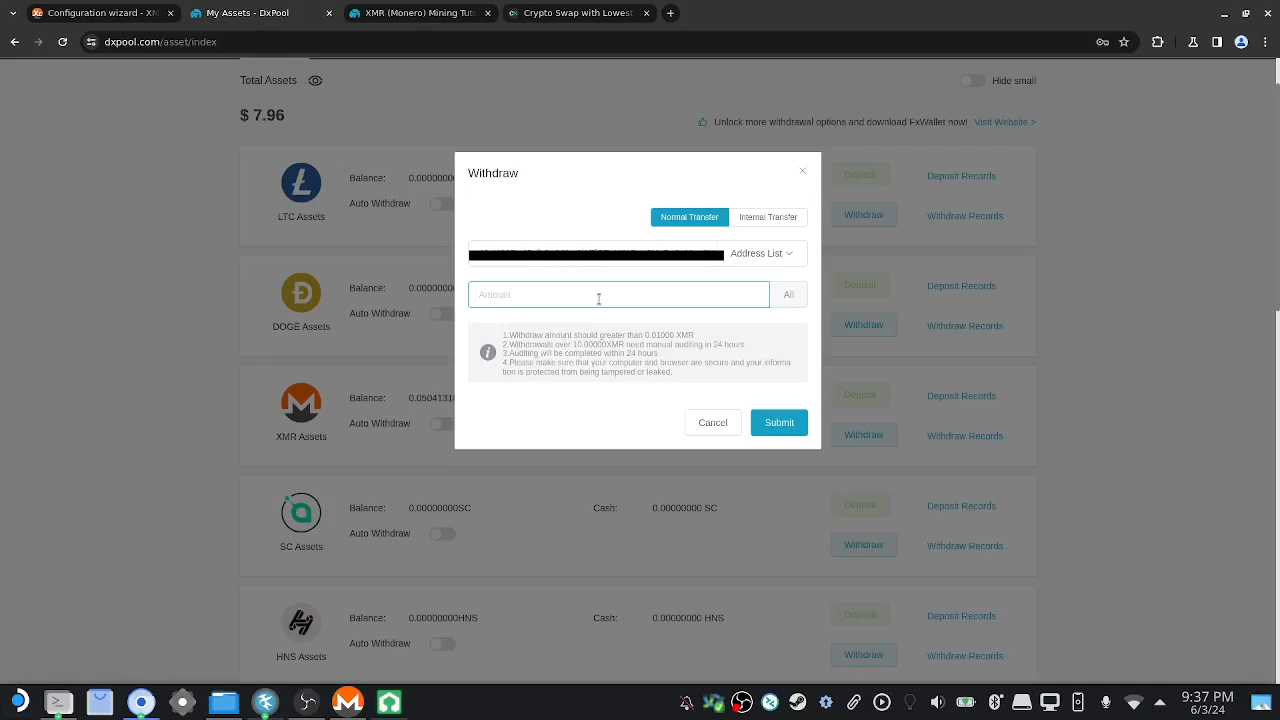 Configuration - XM
My Assets - DxPool
XMR (Monero) Mining Tuto
Crypto Swap with Lowest
dxpool.com/asset/index
Total Assets
Hide small
$ 7.96
Unlock more withdrawal options and download FxWallet now! Visit Website >
LTC Assets
Balance: 0.0000000
Auto Withdraw
Deposit
Deposit Records
Withdraw
Withdraw Records
DOGE Assets
Balance: 0.0000000
Auto Withdraw
Deposit
Deposit Records
Withdraw
Withdraw Records
XMR Assets
Balance: 0.0504131
Auto Withdraw
Deposit
Deposit Records
Withdraw
Withdraw Records
Withdraw
Normal Transfer Internal Transfer
Address List
Amount
All
1.Withdraw amount should greater than 0.01000 XMR
2.Withdrawals over 10.00000XMR need manual auditing in 24 hours
3.Auditing will be completed within 24 hours
4.Please make sure that your computer and browser are secure and your informa
tion is protected from being tampered or leaked.
Cancel Submit
SC Assets
Balance: 0.00000000SC
Cash: 0.00000000 SC
Auto Withdraw
Deposit
Deposit Records
Withdraw
Withdraw Records
HNS Assets
Balance: 0.00000000HNS
Cash: 0.00000000 HNS
Auto Withdraw
Deposit
Deposit Records
Withdraw
Withdraw Records
9:37 PM
6/3/24